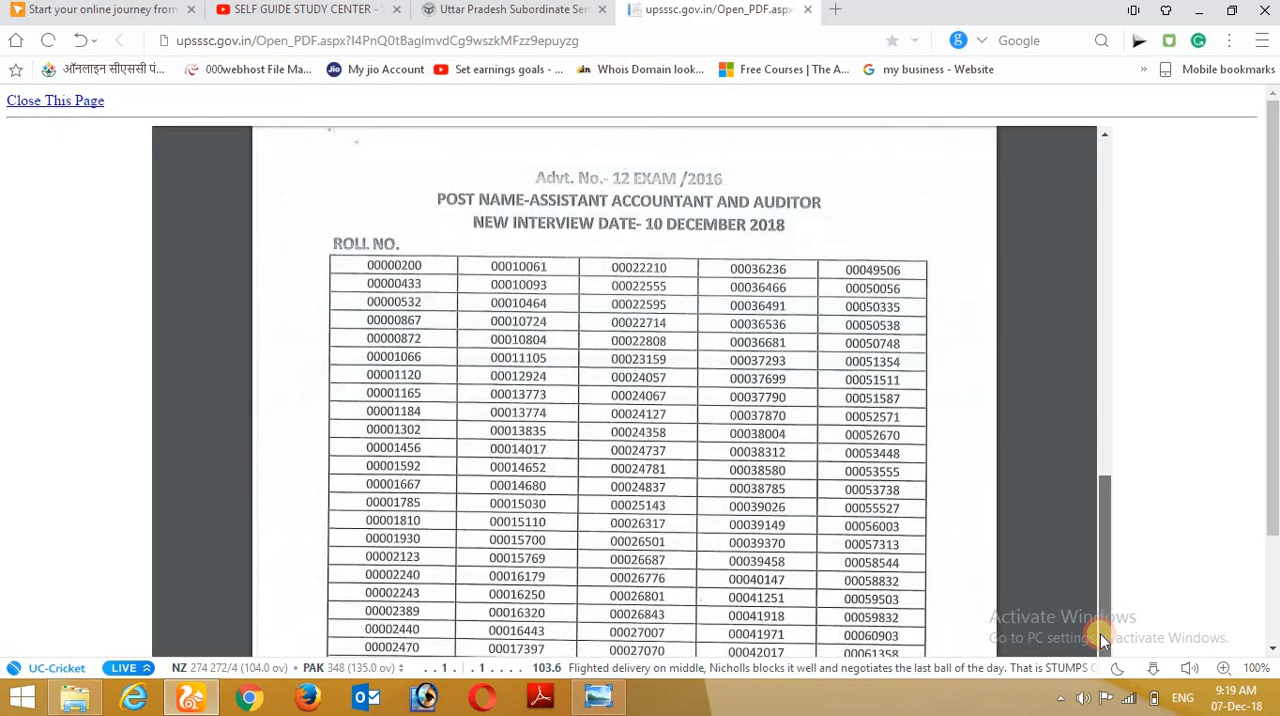 Start your online journey from
SELF GUIDE STUDY CENTER -
Uttar Pradesh Subordinate Ser
upsssc.gov.in/Open_PDF.aspx?
upsssc.gov.in/Open_PDF.aspx?I4PnQ0tBaglmvdCg9wszkMFzz9epuyzg
Google
ऑनलाइन सीएससी पं...
000webhost File Ma...
My jio Account
Set earnings goals - ...
Whois Domain look...
Free Courses | The A...
my business - Website
»
Mobile bookmarks
Close This Page
Advt. No.- 12 EXAM /2016
POST NAME-ASSISTANT ACCOUNTANT AND AUDITOR
NEW INTERVIEW DATE- 10 DECEMBER 2018
ROLL NO.
00000200 00010061 00022210 00036236 00049506
00000433 00010093 00022555 00036466 00050056
00000532 00010464 00022595 00036491 00050335
00000867 00010724 00022714 00036536 00050538
00000872 00010804 00022808 00036681 00050748
00001066 00011105 00023159 00037293 00051354
00001120 00012924 00024057 00037699 00051511
00001165 00013773 00024067 00037790 00051587
00001184 00013774 00024127 00037870 00052571
00001302 00013835 00024358 00038004 00052670
00001456 00014017 00024737 00038312 00053448
00001592 00014652 00024781 00038580 00053555
00001667 00014680 00024837 00038785 00053738
00001785 00015030 00025143 00039026 00055527
00001810 00015110 00026317 00039149 00056003
00001930 00015700 00026501 00039370 00057313
00002123 00015769 00026687 00039458 00058544
00002240 00016179 00026776 00040147 00058832
00002243 00016250 00026801 00041251 00059503
00002389 00016320 00026843 00041918 00059832
00002440 00016443 00027007 00041971 00060903
00002470 00017397 00027070 00042017 00061358
Activate Windows
Go to PC settings activate Windows.
UC-Cricket LIVE NZ 274 272/4 (104.0 ov) PAK 348 (135.0 ov) . . 1 . | 1 . . . . 103.6 Flighted delivery on middle, Nicholls blocks it well and negotiates the last ball of the day. That is STUMPS
100%
ENG
9:19 AM
07-Dec-18